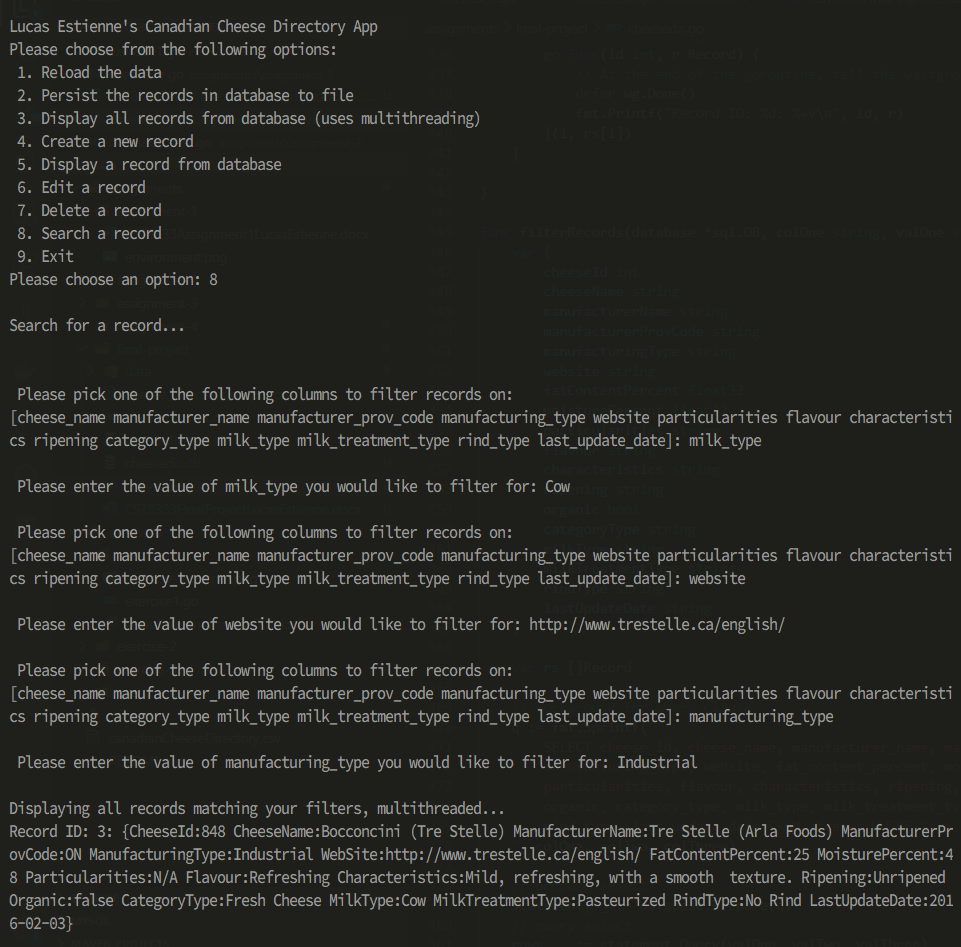 Lucas Estienne's Canadian Cheese Directory App
Please choose from the following options:
1. Reload the data
2. Persist the records in database to file
3. Display all records from database (uses multithreading)
4. Create a new record
5. Display a record from database
6. Edit a record
7. Delete a record
8. Search a record
9. Exit
Please choose an option: 8
Search for a record...
Please pick one of the following columns to filter records on:
[cheese_name manufacturer_name manufacturer_prov_code manufacturing_type website particularities flavour characteristi
cs ripening category_type milk_type milk_treatment_type rind_type last_update_date]: milk_type
Please enter the value of milk_type you would like to filter for: Cow
Please pick one of the following columns to filter records on:
[cheese_name manufacturer_name manufacturer_prov_code manufacturing_type website particularities flavour characteristi
cs ripening category_type milk_type milk_treatment_type rind_type last_update_date]: website
Please enter the value of website you would like to filter for: http://www.trestelle.ca/english/
Please pick one of the following columns to filter records on:
[cheese_name manufacturer_name manufacturer_prov_code manufacturing_type website particularities flavour characteristi
cs ripening category_type milk_type milk_treatment_type rind_type last_update_date]: manufacturing_type
Please enter the value of manufacturing_type you would like to filter for: Industrial
Displaying all records matching your filters, multithreaded...
Record ID: 3: {CheeseId:848 CheeseName:Bocconcini (Tre Stelle) ManufacturerName:Tre Stelle (Arla Foods) ManufacturerPr
ovCode:ON ManufacturingType:Industrial WebSite:http://www.trestelle.ca/english/ FatContentPercent:25 MoisturePercent:4
8 Particularities:N/A Flavour:Refreshing Characteristics:Mild, refreshing, with a smooth  texture. Ripening:Unripened
Organic:false CategoryType:Fresh Cheese MilkType:Cow MilkTreatmentType:Pasteurized RindType:No Rind LastUpdateDate:201
6-02-03}